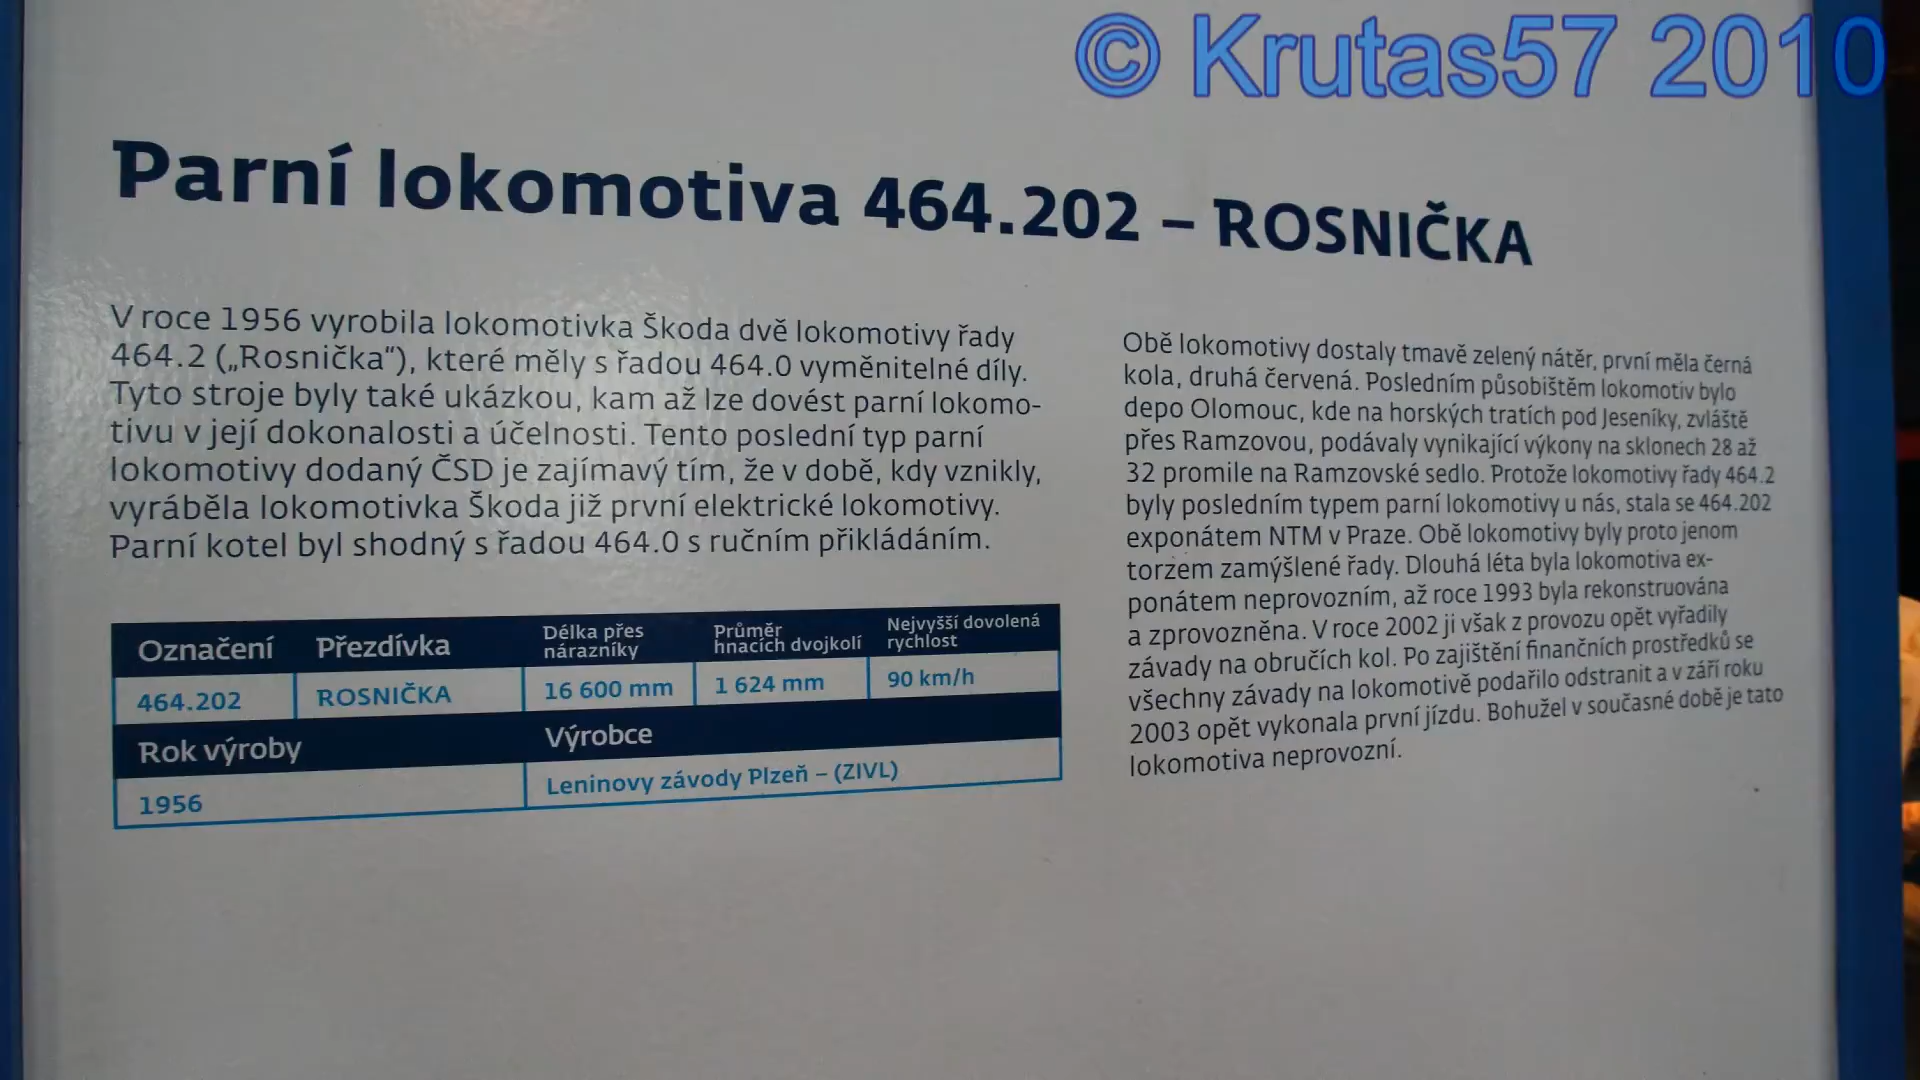 © Krutas57 2010
Parní lokomotiva 464.202 – ROSNIČKA
V roce 1956 vyrobila lokomotivka Škoda dvě lokomotivy řady
464.2 („Rosnička“), které měly s řadou 464.0 vyměnitelné díly.
Tyto stroje byly také ukázkou, kam až lze dovést parní lokomo-
tivu v její dokonalosti a účelnosti. Tento poslední typ parní
lokomotivy dodaný ČSD je zajímavý tím, že v době, kdy vznikly,
vyráběla lokomotivka Škoda již první elektrické lokomotivy.
Parní kotel byl shodný s řadou 464.0 s ručním přikládáním.
Označení Přezdívka Délka přes nárazníky Průměr hnacích dvojkolí Nejvyšší dovolená rychlost
464.202 ROSNIČKA 16 600 mm 1 624 mm 90 km/h
Rok výroby Výrobce
1956 Leninovy závody Plzeň – (ZIVL)
Obě lokomotivy dostaly tmavě zelený nátěr, první měla černá
kola, druhá červená. Posledním působištěm lokomotiv bylo
depo Olomouc, kde na horských tratích pod Jeseníky, zvláště
přes Ramzovou, podávaly vynikající výkony na sklonech 28 až
32 promile na Ramzovské sedlo. Protože lokomotivy řady 464.2
byly posledním typem parní lokomotivy u nás, stala se 464.202
exponátem NTM v Praze. Obě lokomotivy byly proto jenom
torzem zamýšlené řady. Dlouhá léta byla lokomotiva ex-
ponátem neprovozním, až roce 1993 byla rekonstruována
a zprovozněna. V roce 2002 ji však z provozu opět vyřadily
závady na obručích kol. Po zajištění finančních prostředků se
všechny závady na lokomotivě podařilo odstranit a v září roku
2003 opět vykonala první jízdu. Bohužel v současné době je tato
lokomotiva neprovozní.